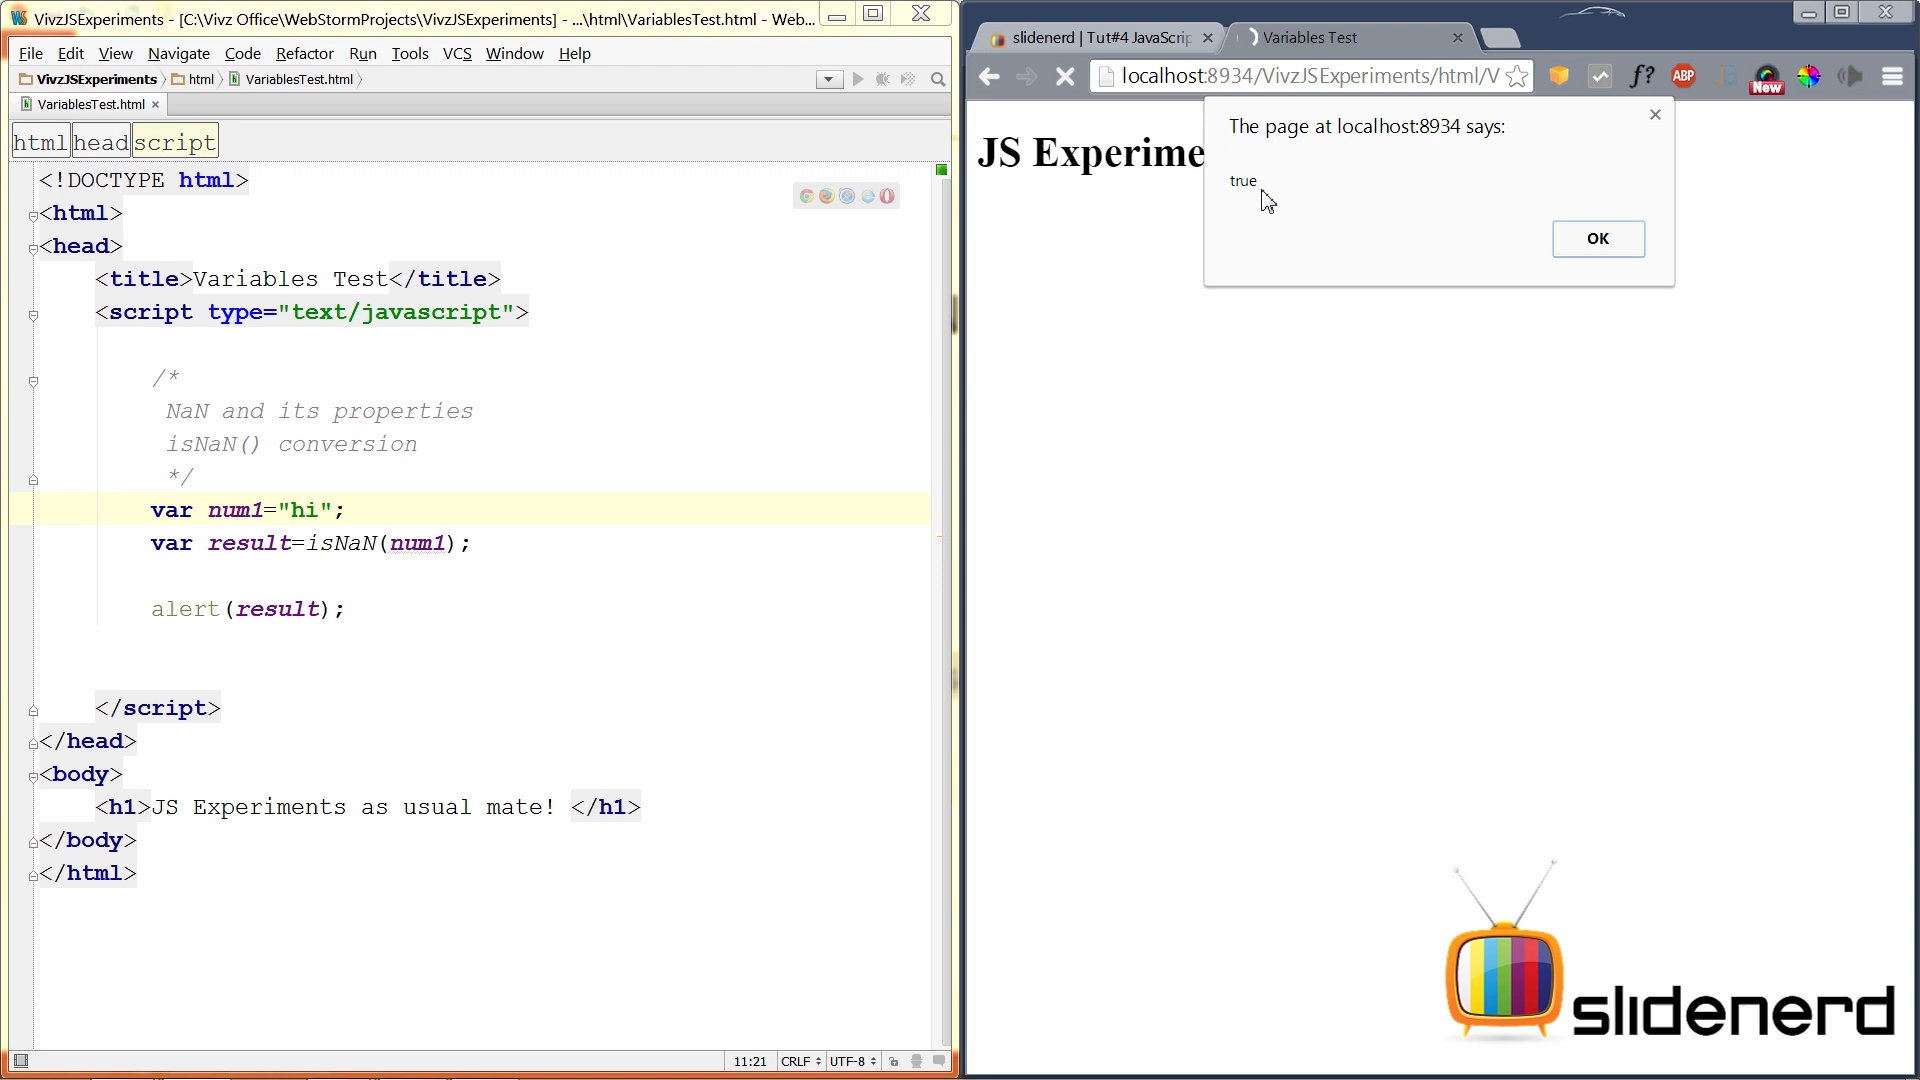 VivzJSExperiments - [C:\Vivz Office\WebStormProjects\VivzJSExperiments] - ...\html\VariablesTest.html - Web...
File Edit View Navigate Code Refactor Run Tools VCS Window Help
VivzJSExperiments html VariablesTest.html
VariablesTest.html
html head script
<!DOCTYPE html>
<html>
<head>
<title>Variables Test</title>
<script type="text/javascript">
/*
NaN and its properties
isNaN() conversion
*/
var num1="hi";
var result=isNaN(num1);
alert(result);
</script>
</head>
<body>
<h1>JS Experiments as usual mate! </h1>
</body>
</html>
11:21 CRLF UTF-8
slidenerd | Tut#4 JavaScrip
Variables Test
localhost:8934/VivzJSExperiments/html/V
f? ABP New
JS Experime
The page at localhost:8934 says:
true
OK
slidenerd